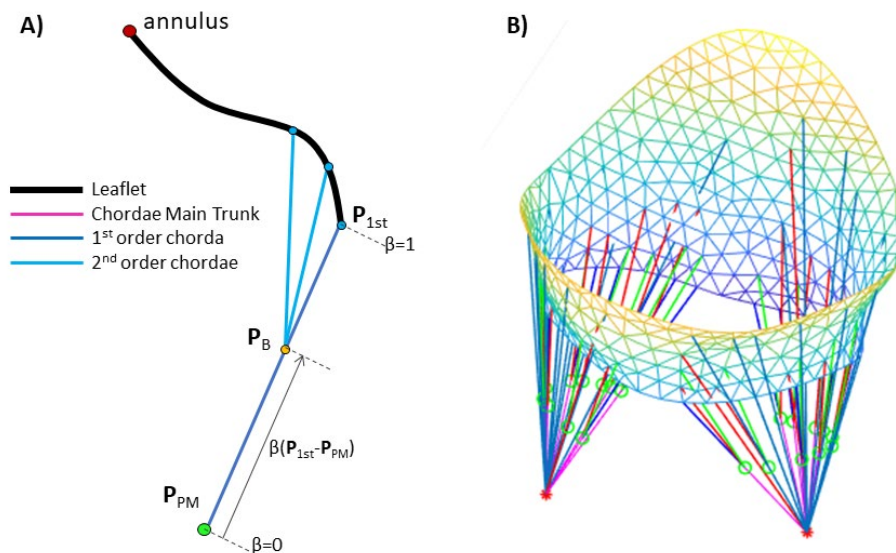 A)
annulus
B)
Leaflet
Chordae Main Trunk
1st order chorda
2nd order chordae
P1st
β=1
PB
β(P1st-PPM)
PPM
β=0